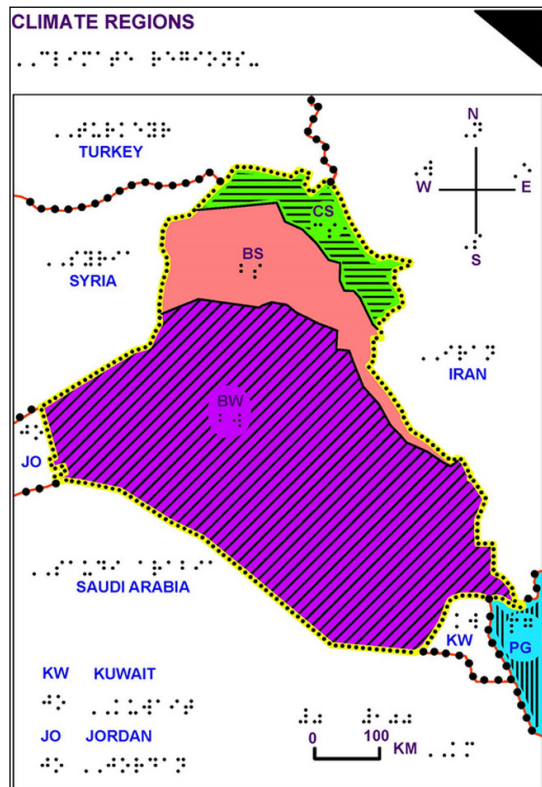 CLIMATE REGIONS
⠠⠠⠉⠇⠊⠍⠁⠞⠑ ⠗⠑⠛⠊⠕⠝⠎⠤
N
⠠⠝
⠠⠺
W
⠠⠑
E
⠠⠎
S
⠠⠠⠞⠥⠗⠅⠑⠽
TURKEY
CS
BS
⠃⠎
⠠⠠⠎⠽⠗⠊⠁
SYRIA
⠠⠠⠊⠗⠁⠝
IRAN
BW
⠃⠺
⠚⠕
JO
⠠⠠⠎⠁⠥⠙⠊ ⠁⠗⠁⠃⠊⠁
SAUDI ARABIA
⠅⠺
KW
PG
KW KUWAIT
JO JORDAN
0 100
KM